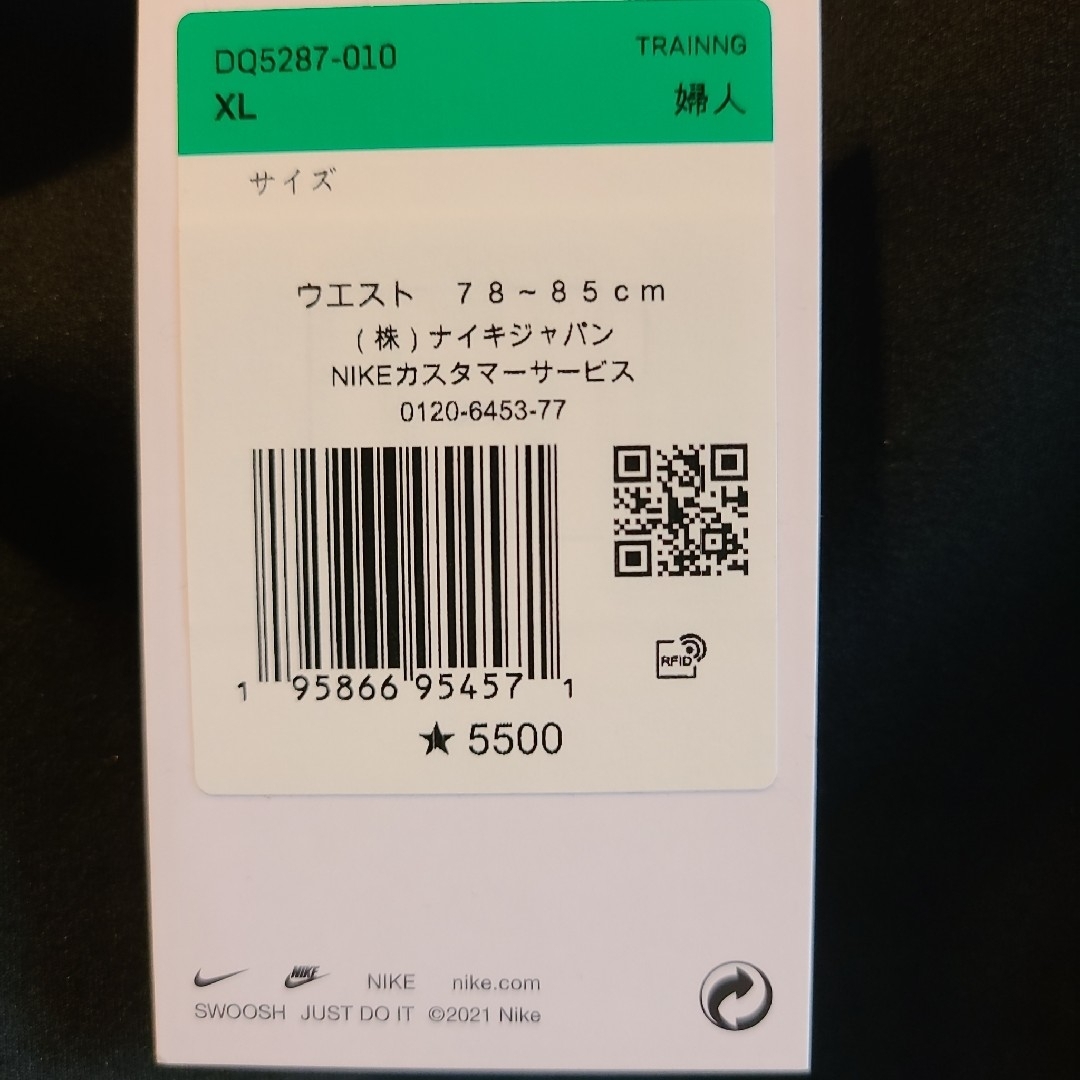 DQ5287-010
TRAINNG
XL
婦人
サイズ
ウエスト 78~85cm
(株)ナイキジャパン
NIKEカスタマーサービス
0120-6453-77
1 95866 95457 1
RFID
★5500
NIKE
NIKE nike.com
SWOOSH JUST DO IT ©2021 Nike